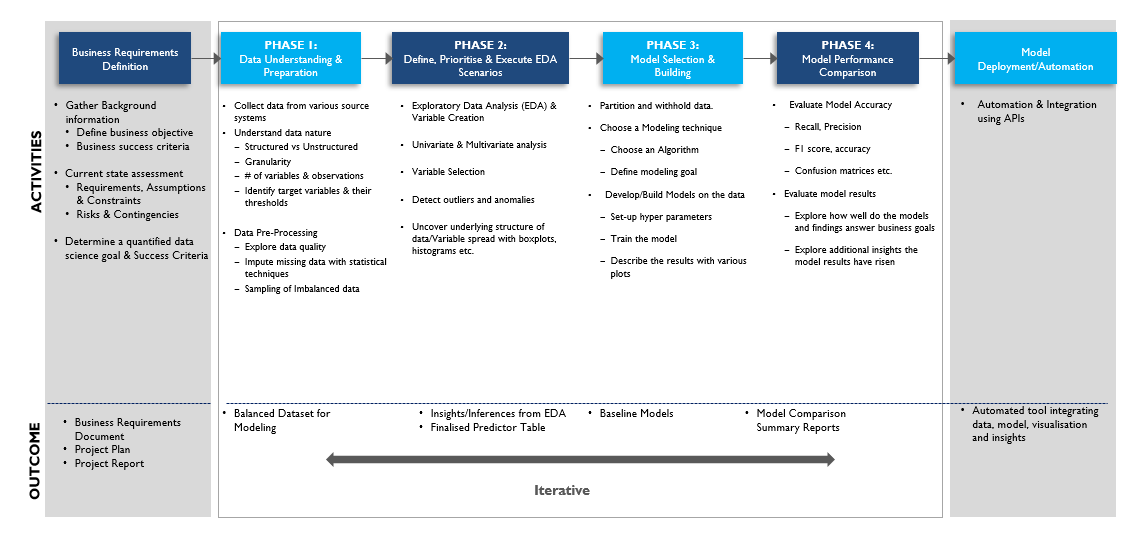 Business Requirements
Definition
PHASE 1:
Data Understanding &
Preparation
PHASE 2:
Define, Prioritise & Execute EDA
Scenarios
PHASE 3:
Model Selection &
Building
PHASE 4:
Model Performance
Comparison
Model
Deployment/Automation
ACTIVITIES
• Gather Background
information
• Define business objective
• Business success criteria
• Current state assessment
• Requirements, Assumptions
& Constraints
• Risks & Contingencies
• Determine a quantified data
science goal & Success Criteria
• Collect data from various source
systems
• Understand data nature
– Structured vs Unstructured
– Granularity
– # of variables & observations
– Identify target variables & their
thresholds
• Data Pre-Processing
– Explore data quality
– Impute missing data with statistical
techniques
– Sampling of Imbalanced data
• Exploratory Data Analysis (EDA) &
Variable Creation
• Univariate & Multivariate analysis
• Variable Selection
• Detect outliers and anomalies
• Uncover underlying structure of
data/Variable spread with boxplots,
histograms etc.
• Partition and withhold data.
• Choose a Modeling technique
– Choose an Algorithm
– Define modeling goal
• Develop/Build Models on the data
– Set-up hyper parameters
– Train the model
– Describe the results with various
plots
• Evaluate Model Accuracy
– Recall, Precision
– F1 score, accuracy
– Confusion matrices etc.
• Evaluate model results
– Explore how well do the models
and findings answer business goals
– Explore additional insights the
model results have risen
• Automation & Integration
using APIs
OUTCOME
• Business Requirements
Document
• Project Plan
• Project Report
• Balanced Dataset for
Modeling
• Insights/Inferences from EDA
• Finalised Predictor Table
• Baseline Models
• Model Comparison
Summary Reports
• Automated tool integrating
data, model, visualisation
and insights
Iterative